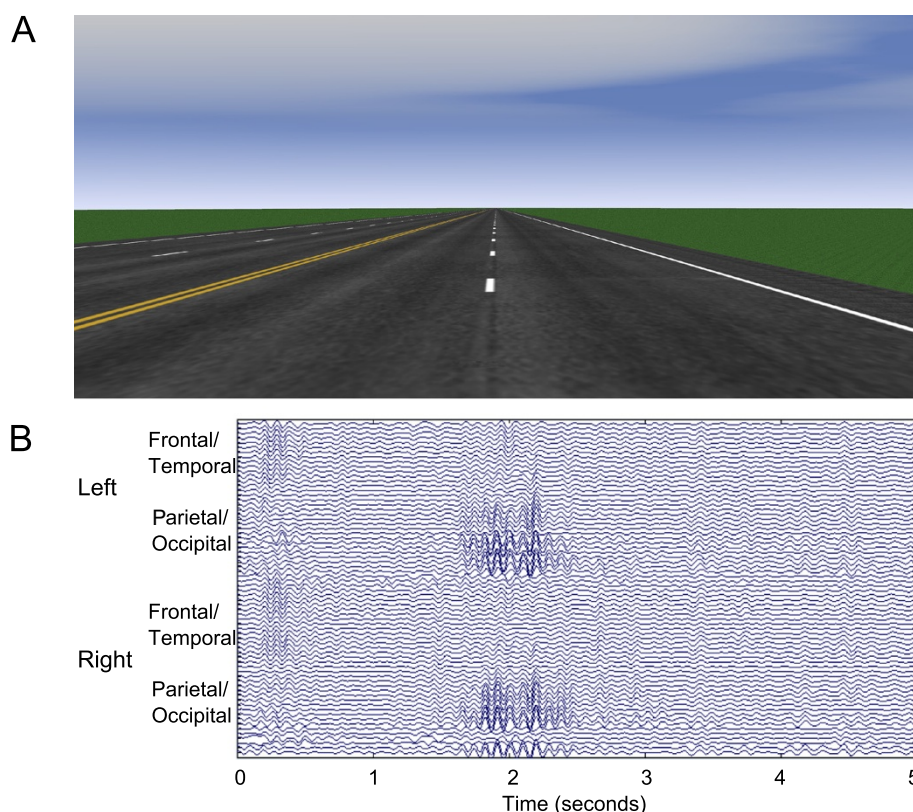 A
B
Left
Frontal/
Temporal
Parietal/
Occipital
Right
Frontal/
Temporal
Parietal/
Occipital
0 1 2 3 4 5
Time (seconds)